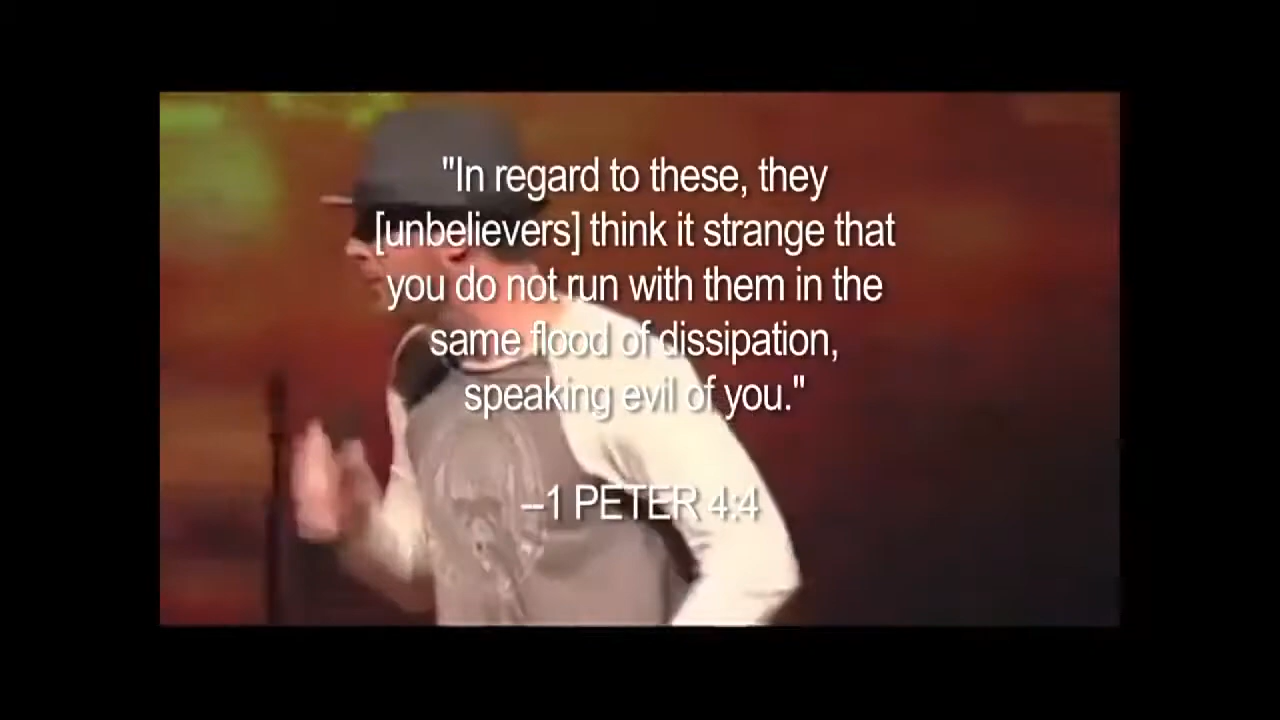 "In regard to these, they
[unbelievers] think it strange that
you do not run with them in the
same flood of dissipation,
speaking evil of you."
–1 PETER 4:4